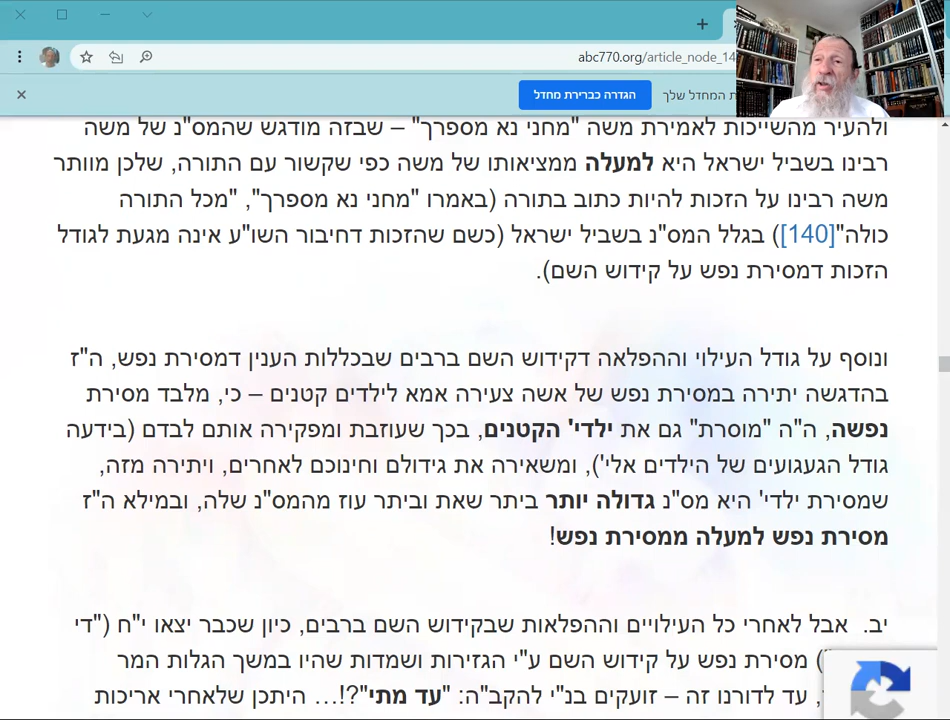 abc770.org/article_node_14
המחדל שלך
הגדרה כברירת מחדל
ולהעיר מהשייכות לאמירת משה "מחני נא מספרך" – שבזה מודגש שהמס"נ של משה
רבינו בשביל ישראל היא למעלה ממציאותו של משה כפי שקשור עם התורה, שלכן מוותר
משה רבינו על הזכות להיות כתוב בתורה (באמרו "מחני נא מספרך", "מכל התורה
כולה"[140]) בגלל המס"נ בשביל ישראל (כשם שהזכות דחיבור השו"ע אינה מגעת לגודל
הזכות דמסירת נפש על קידוש השם).
ונוסף על גודל העילוי וההפלאה דקידוש השם ברבים שבכללות הענין דמסירת נפש, ה"ז
בהדגשה יתירה במסירת נפש של אשה צעירה אמא לילדים קטנים – כי, מלבד מסירת
נפשה, ה"ה "מוסרת" גם את ילדי' הקטנים, בכך שעוזבת ומפקירה אותם לבדם (בידעה
גודל הגעגועים של הילדים אלי'), ומשאירה את גידולם וחינוכם לאחרים, ויתירה מזה,
שמסירת ילדי' היא מס"נ גדולה יותר ביתר שאת וביתר עוז מהמס"נ שלה, ובמילא ה"ז
מסירת נפש למעלה ממסירת נפש!
יב. אבל לאחרי כל העילויים וההפלאות שבקידוש השם ברבים, כיון שכבר יצאו י"ח ("די
") מסירת נפש על קידוש השם ע"י הגזירות ושמדות שהיו במשך הגלות המר
, עד לדורנו זה – זועקים בנ"י להקב"ה: "עד מתי"?!... היתכן שלאחרי אריכות